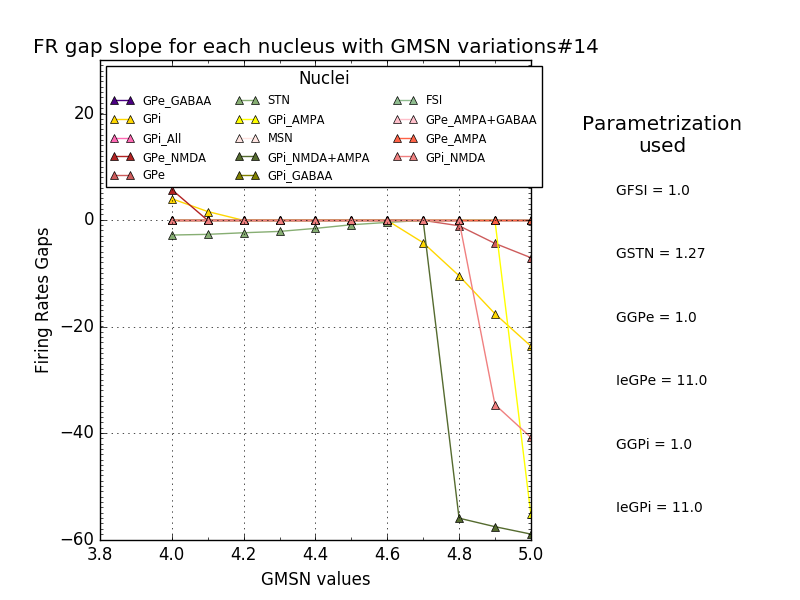 FR gap slope for each nucleus with GMSN variations#14
Nuclei
GPe_GABAA STN FSI
GPi GPi_AMPA GPe_AMPA+GABAA
GPi_All MSN GPe_AMPA
GPe_NMDA GPi_NMDA+AMPA GPi_NMDA
GPe GPi_GABAA
20
0
−20
−40
−60
Firing Rates Gaps
3.8 4.0 4.2 4.4 4.6 4.8 5.0
GMSN values
Parametrization
used
GFSI = 1.0
GSTN = 1.27
GGPe = 1.0
IeGPe = 11.0
GGPi = 1.0
IeGPi = 11.0